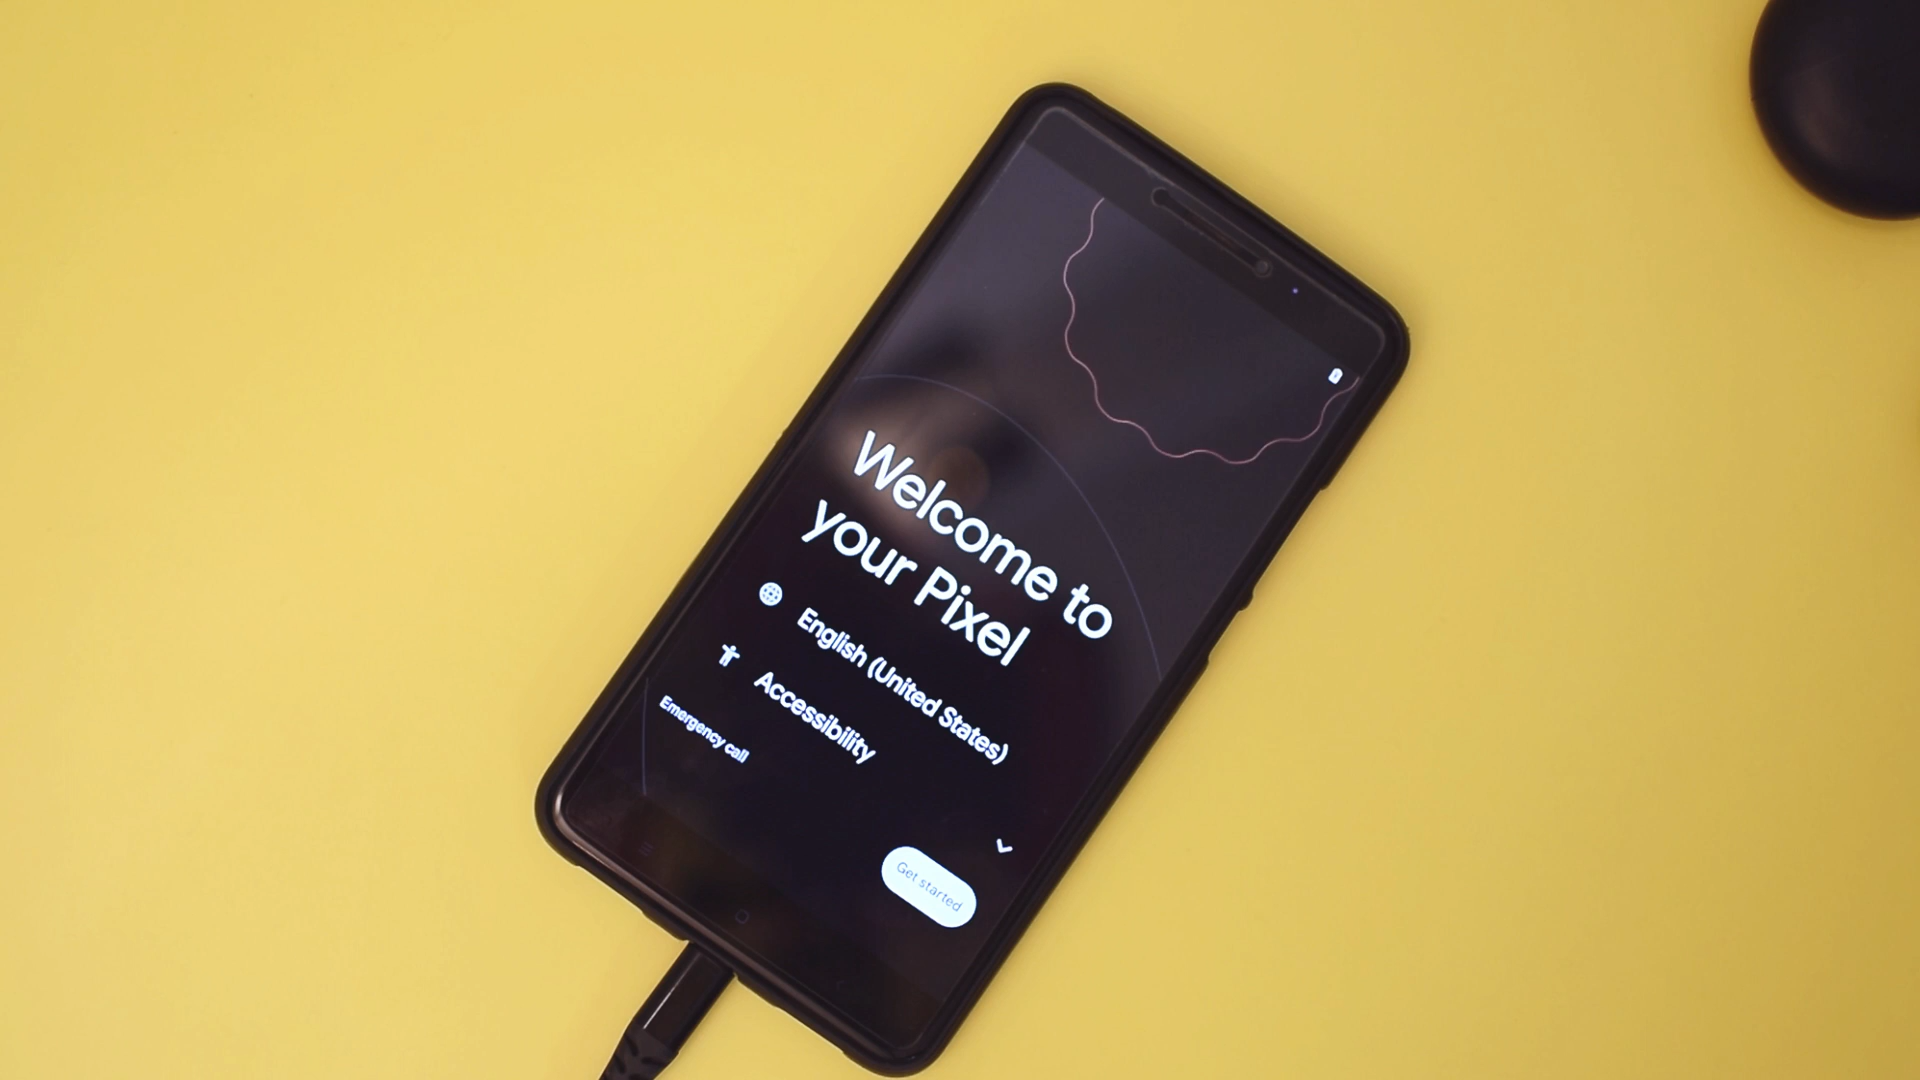 Welcome to
your Pixel
English (United States)
Accessibility
Emergency call
Get started